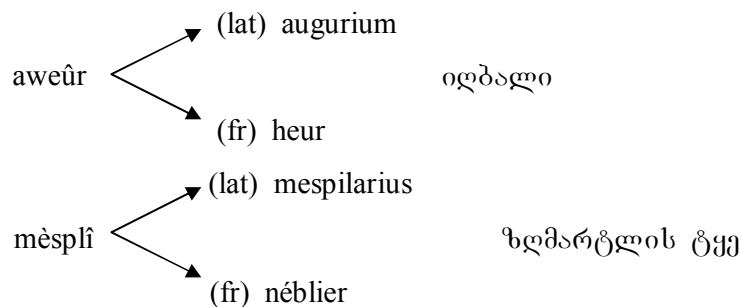 (lat) augurium
aweûr იღბალი
(fr) heur
(lat) mespilarius
mèsplî ზღმარტლის ტყე
(fr) néblier